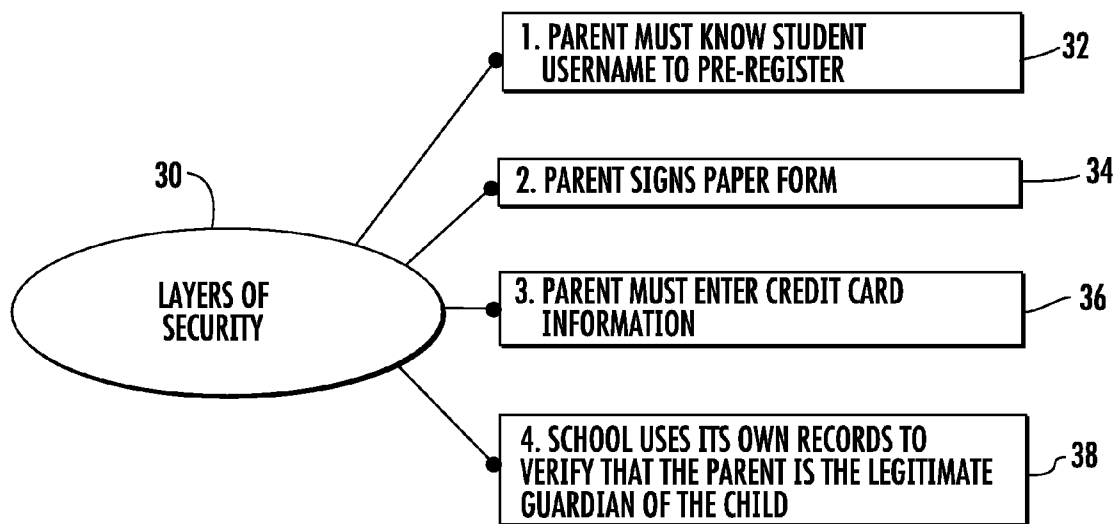 1. PARENT MUST KNOW STUDENT
USERNAME TO PRE-REGISTER
32
30
2. PARENT SIGNS PAPER FORM
34
LAYERS OF
SECURITY
3. PARENT MUST ENTER CREDIT CARD
INFORMATION
36
4. SCHOOL USES ITS OWN RECORDS TO
VERIFY THAT THE PARENT IS THE LEGITIMATE
GUARDIAN OF THE CHILD
38